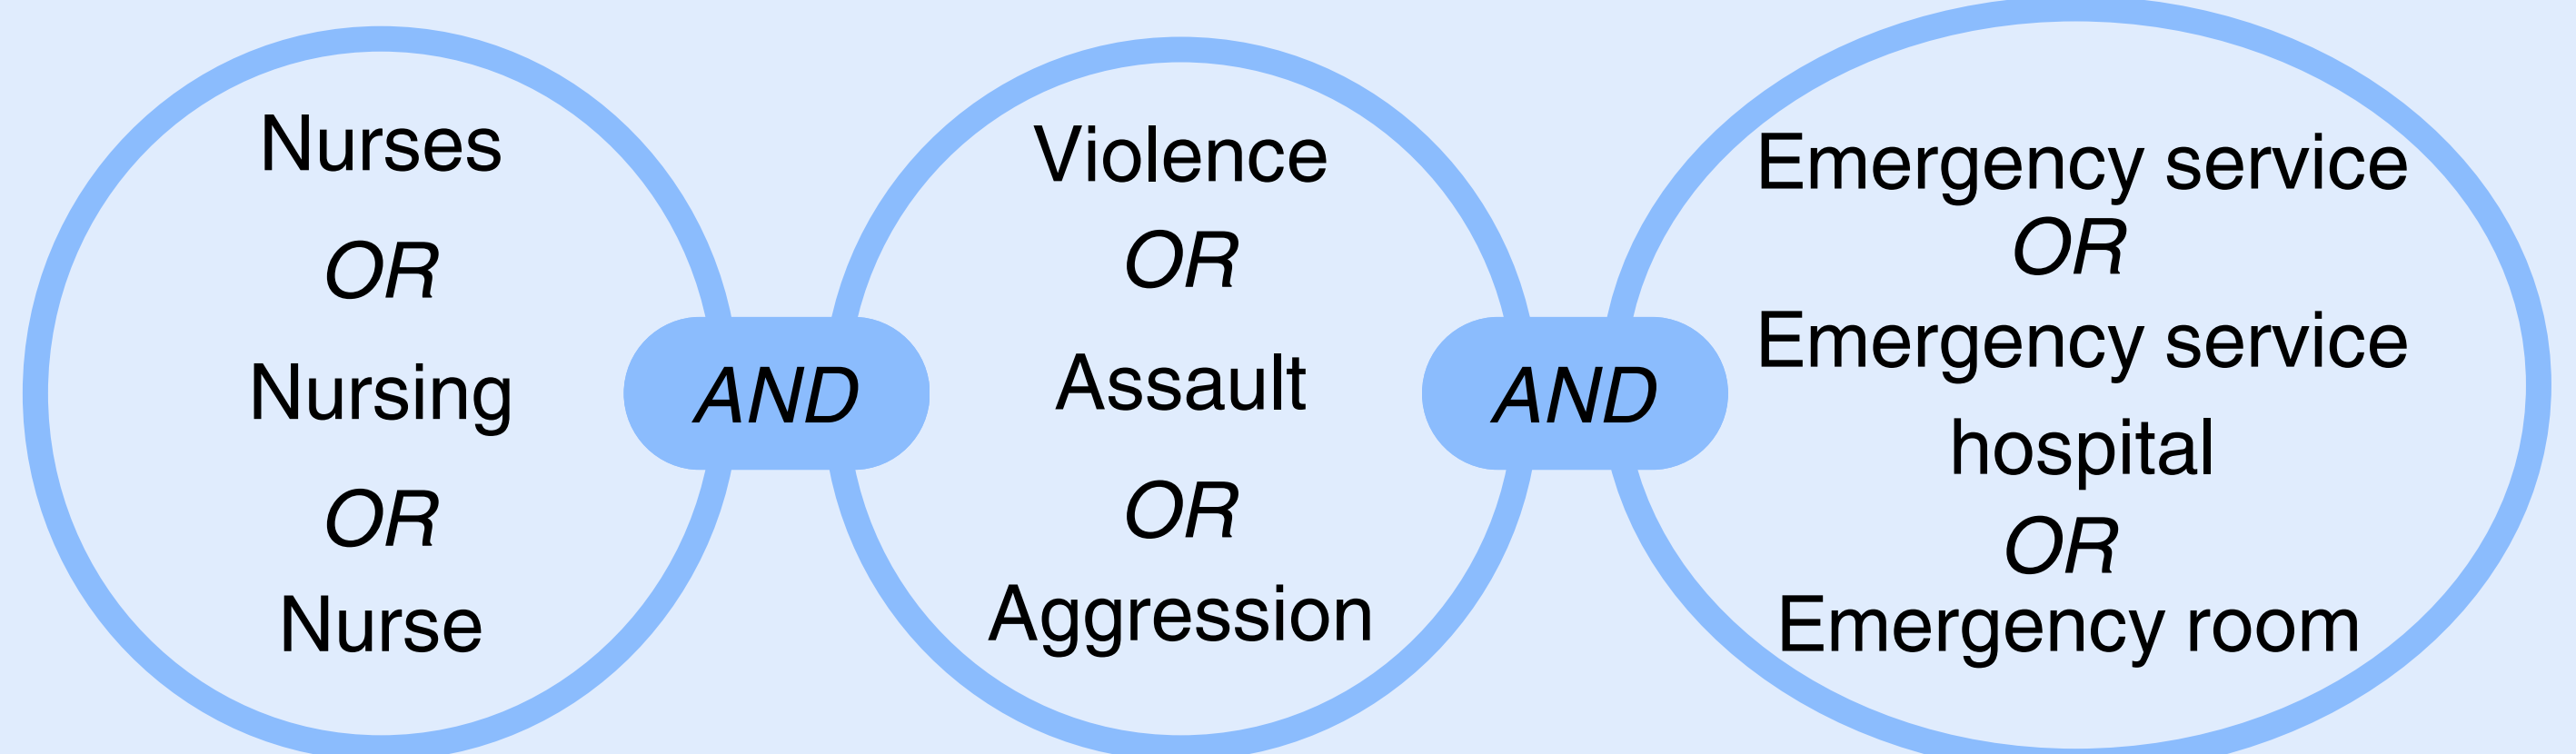 Nurses
OR
Nursing
OR
Nurse
AND
Violence
OR
Assault
OR
Aggression
AND
Emergency service
OR
Emergency service
hospital
OR
Emergency room